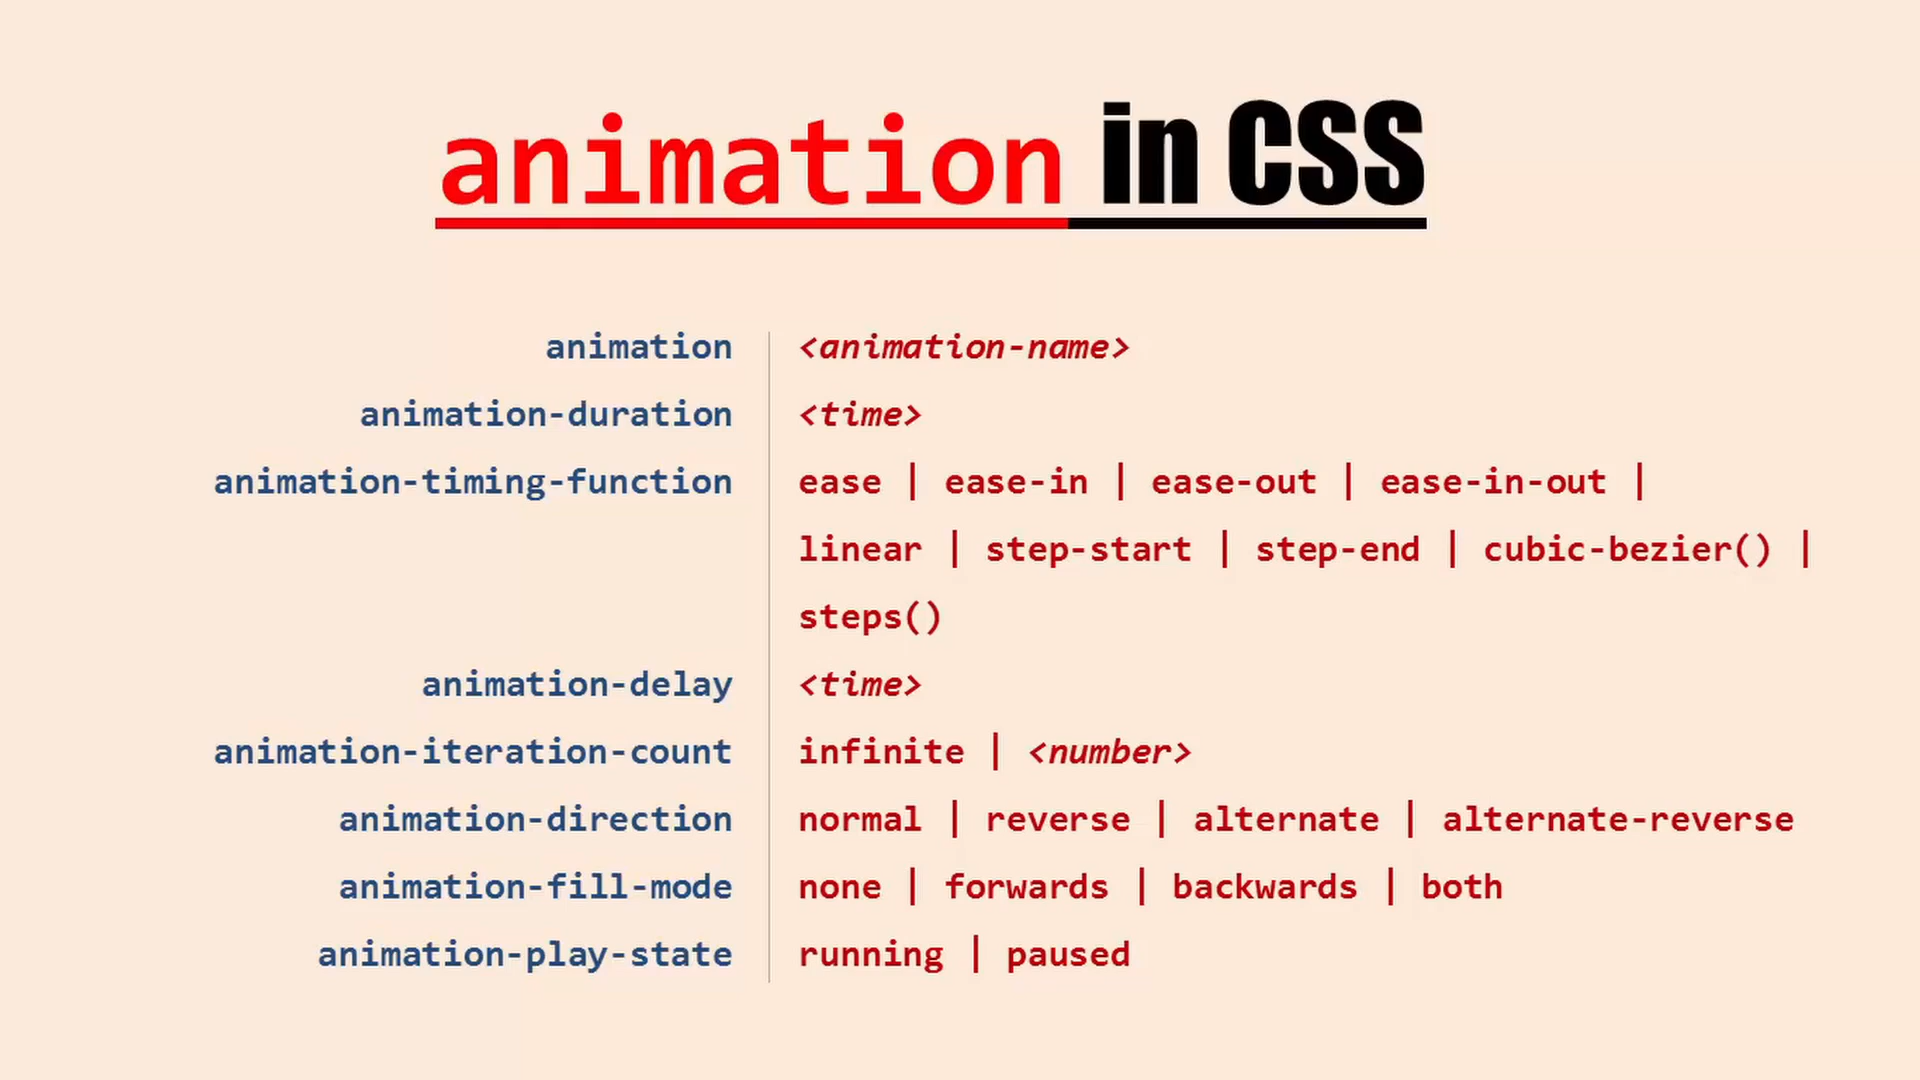 animation in CSS
animation <animation-name>
animation-duration <time>
animation-timing-function ease | ease-in | ease-out | ease-in-out |
linear | step-start | step-end | cubic-bezier() |
steps()
animation-delay <time>
animation-iteration-count infinite | <number>
animation-direction normal | reverse | alternate | alternate-reverse
animation-fill-mode none | forwards | backwards | both
animation-play-state running | paused